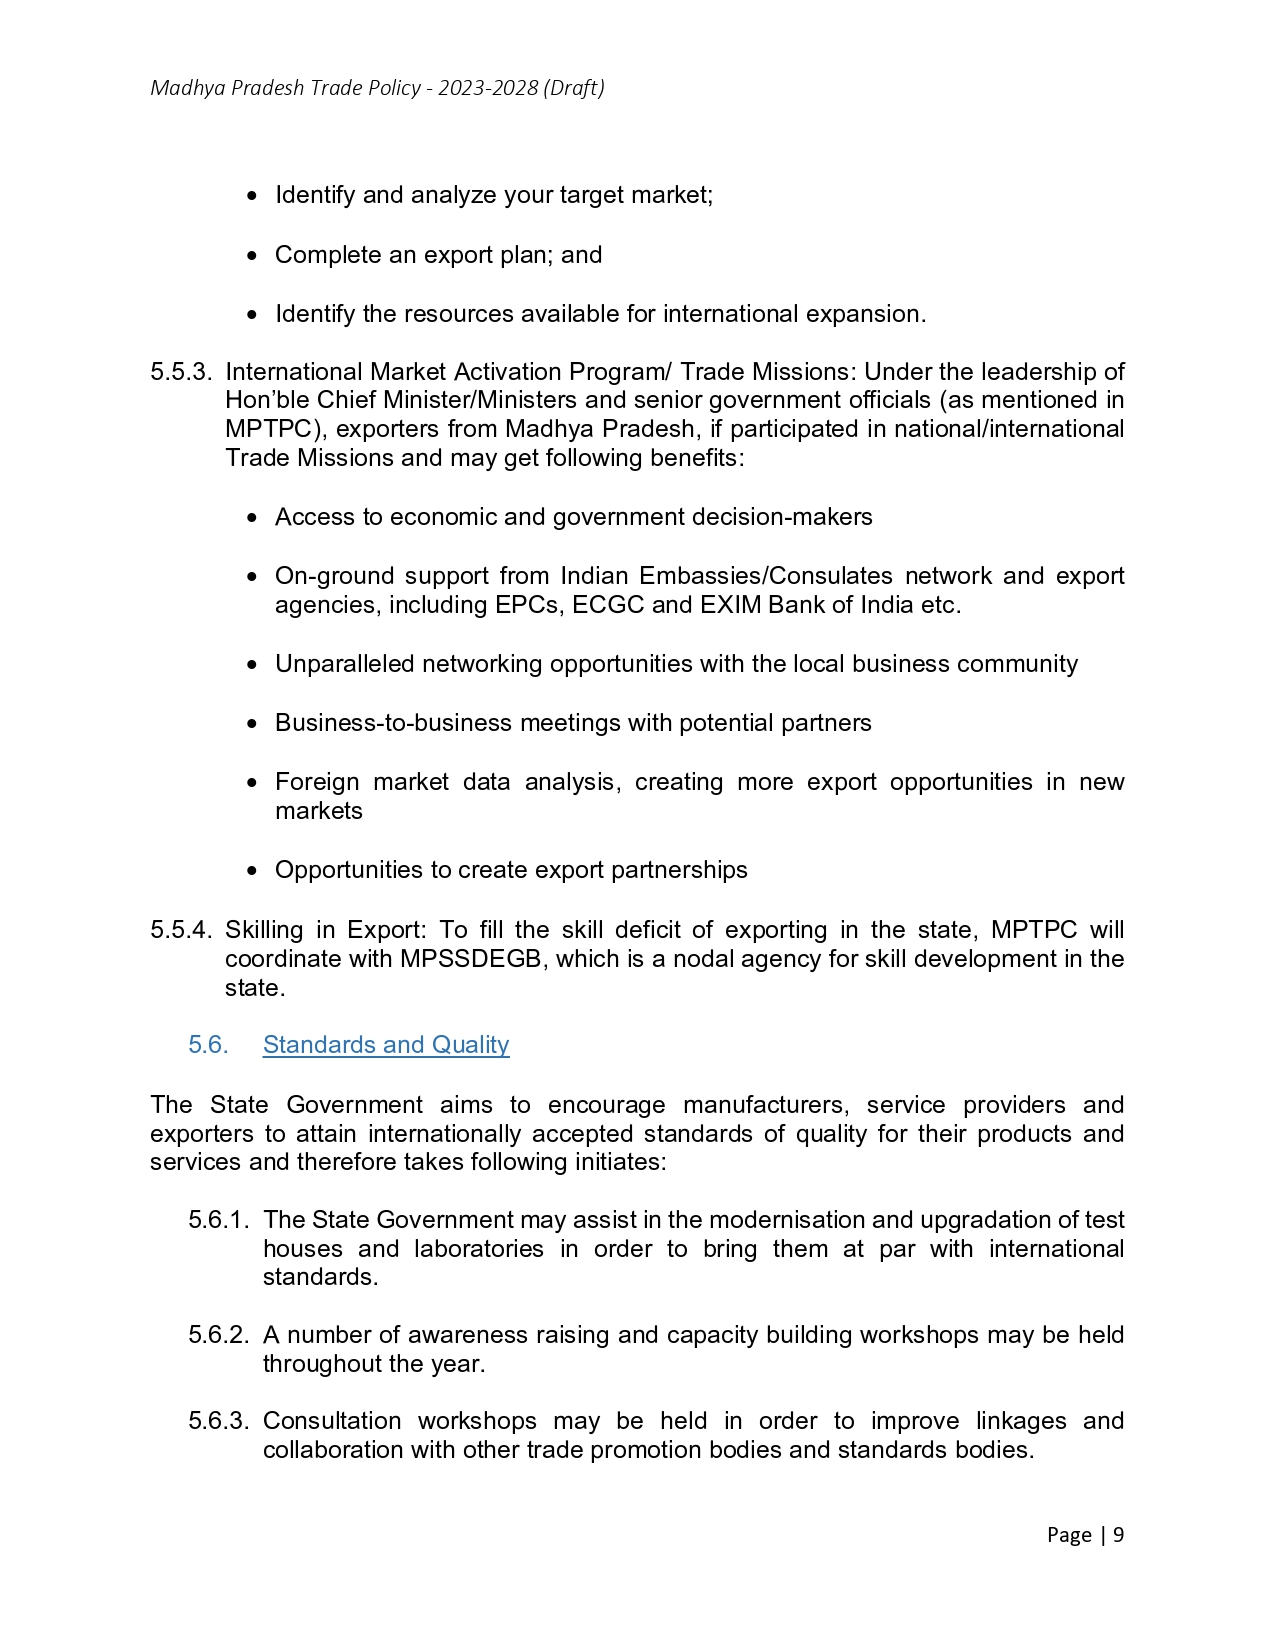 Madhya Pradesh Trade Policy - 2023-2028 (Draft)
• Identify and analyze your target market;
• Complete an export plan; and
• Identify the resources available for international expansion.
5.5.3. International Market Activation Program/ Trade Missions: Under the leadership of
Hon’ble Chief Minister/Ministers and senior government officials (as mentioned in
MPTPC), exporters from Madhya Pradesh, if participated in national/international
Trade Missions and may get following benefits:
• Access to economic and government decision-makers
• On-ground support from Indian Embassies/Consulates network and export
agencies, including EPCs, ECGC and EXIM Bank of India etc.
• Unparalleled networking opportunities with the local business community
• Business-to-business meetings with potential partners
• Foreign market data analysis, creating more export opportunities in new
markets
• Opportunities to create export partnerships
5.5.4. Skilling in Export: To fill the skill deficit of exporting in the state, MPTPC will
coordinate with MPSSDEGB, which is a nodal agency for skill development in the
state.
5.6. Standards and Quality
The State Government aims to encourage manufacturers, service providers and
exporters to attain internationally accepted standards of quality for their products and
services and therefore takes following initiates:
5.6.1. The State Government may assist in the modernisation and upgradation of test
houses and laboratories in order to bring them at par with international
standards.
5.6.2. A number of awareness raising and capacity building workshops may be held
throughout the year.
5.6.3. Consultation workshops may be held in order to improve linkages and
collaboration with other trade promotion bodies and standards bodies.
Page | 9